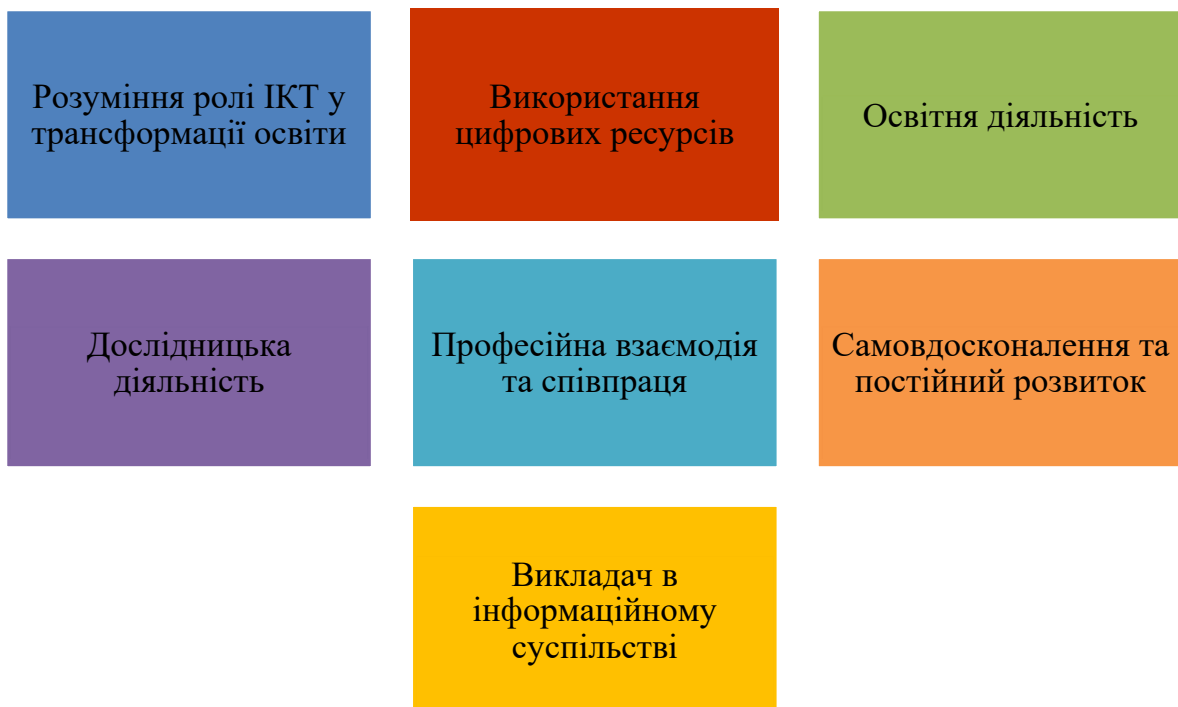 Розуміння ролі ІКТ у
трансформації освіти
Використання
цифрових ресурсів
Освітня діяльність
Дослідницька
діяльність
Професійна взаємодія
та співпраця
Самовдосконалення та
постійний розвиток
Викладач в
інформаційному
суспільстві